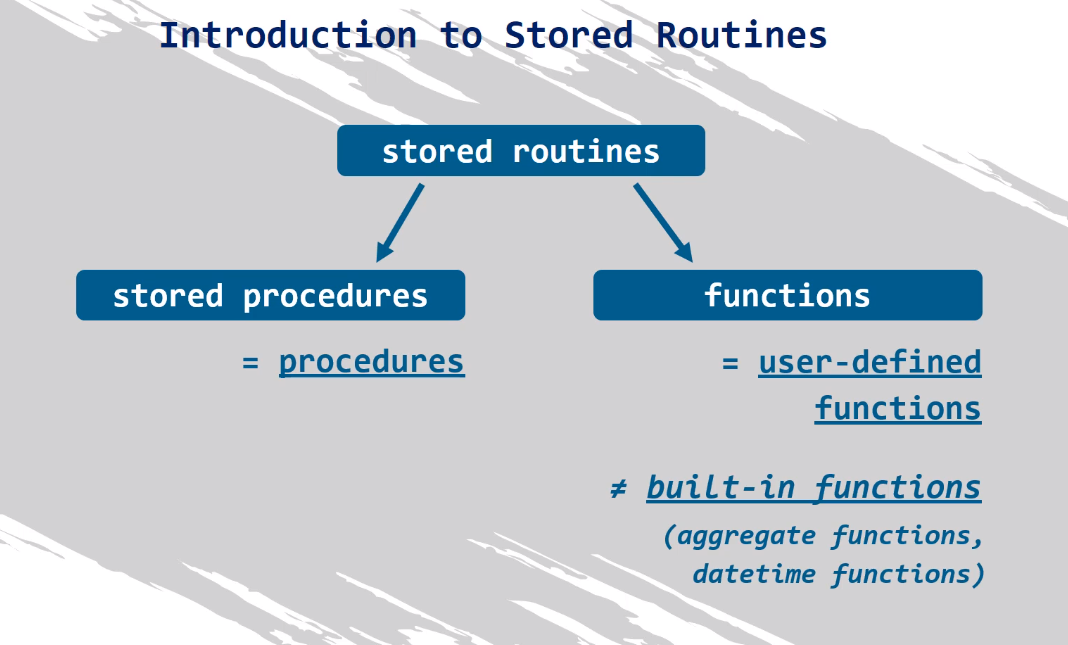 Introduction to Stored Routines
stored routines
stored procedures
= procedures
functions
= user-defined
functions
≠ built-in functions
(aggregate functions,
datetime functions)